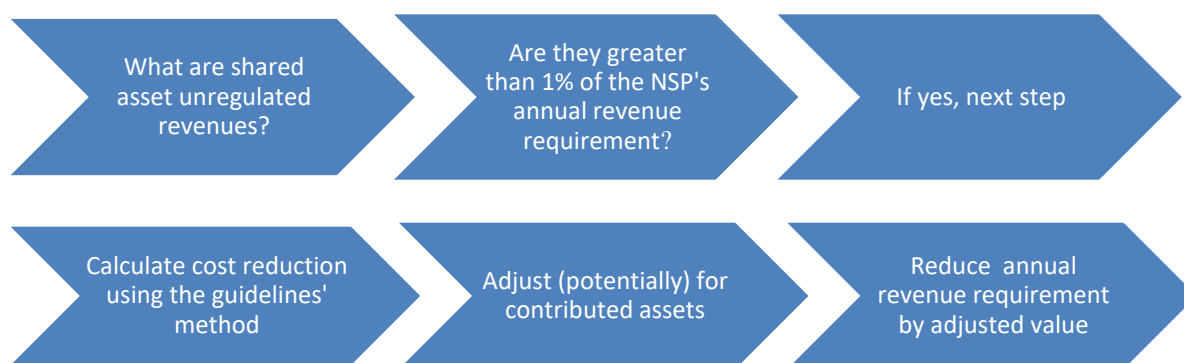 What are shared
asset unregulated
revenues?
Are they greater
than 1% of the NSP's
annual revenue
requirement?
If yes, next step
Calculate cost reduction
using the guidelines'
method
Adjust (potentially) for
contributed assets
Reduce annual
revenue requirement
by adjusted value